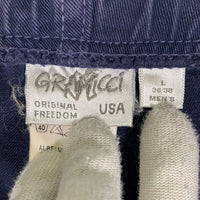 GRAMICCI
ORIGINAL USA
FREEDOM
L
36/38
MEN'S
40